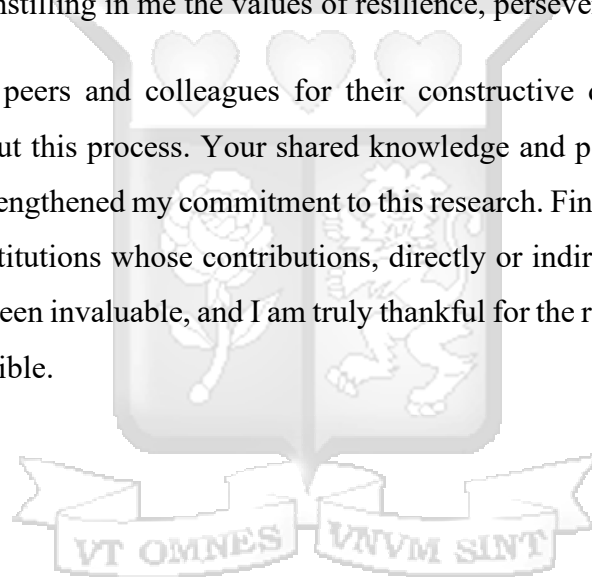 nstilling in me the values of resilience, perseve
peers and colleagues for their constructive
ut this process. Your shared knowledge and p
engthened my commitment to this research. Fin
titutions whose contributions, directly or indir
een invaluable, and I am truly thankful for the r
ible.
VT OMNES VNVM SINT